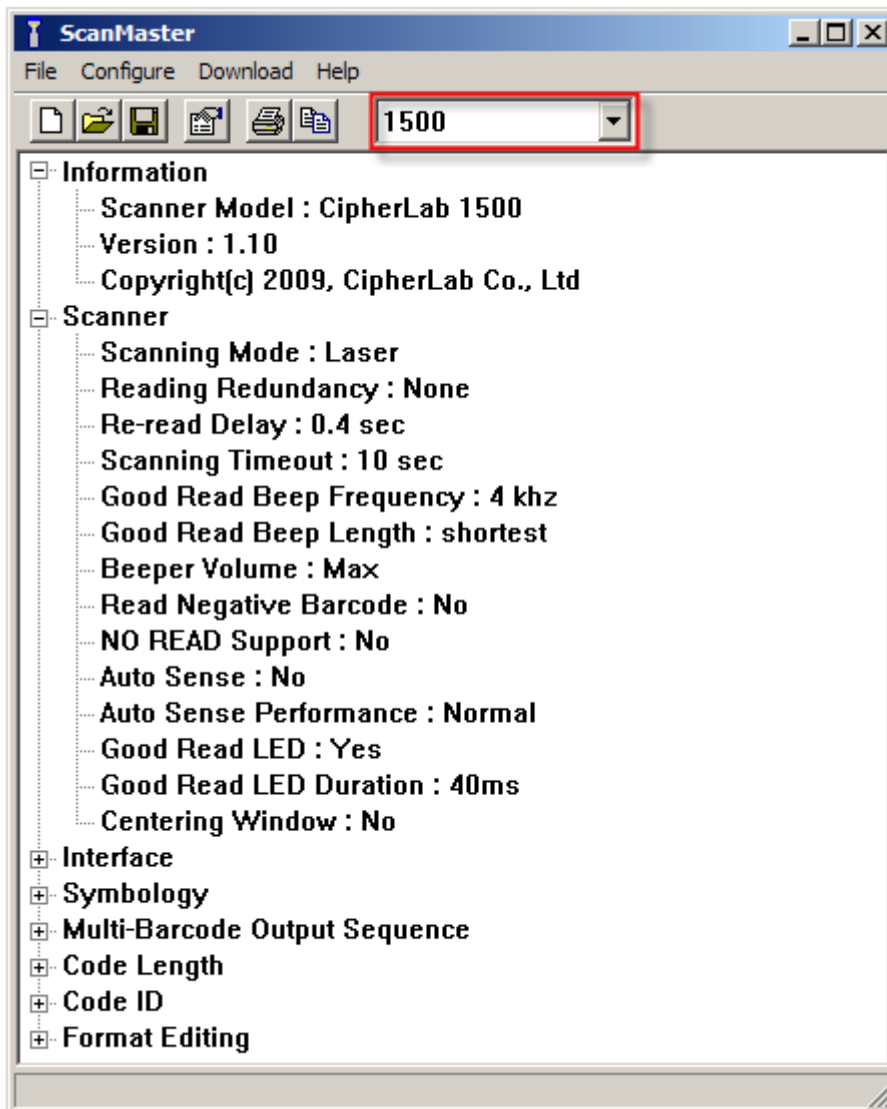 ScanMaster
File Configure Download Help
1500
Information
Scanner Model : CipherLab 1500
Version : 1.10
Copyright(c) 2009, CipherLab Co., Ltd
Scanner
Scanning Mode : Laser
Reading Redundancy : None
Re-read Delay : 0.4 sec
Scanning Timeout : 10 sec
Good Read Beep Frequency : 4 khz
Good Read Beep Length : shortest
Beeper Volume : Max
Read Negative Barcode : No
NO READ Support : No
Auto Sense : No
Auto Sense Performance : Normal
Good Read LED : Yes
Good Read LED Duration : 40ms
Centering Window : No
Interface
Symbology
Multi-Barcode Output Sequence
Code Length
Code ID
Format Editing